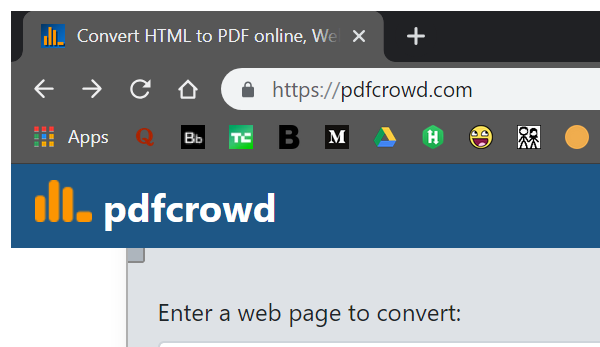 Convert HTML to PDF online, We
https://pdfcrowd.com
Apps Q Bb TC B M
pdfcrowd
Enter a web page to convert: